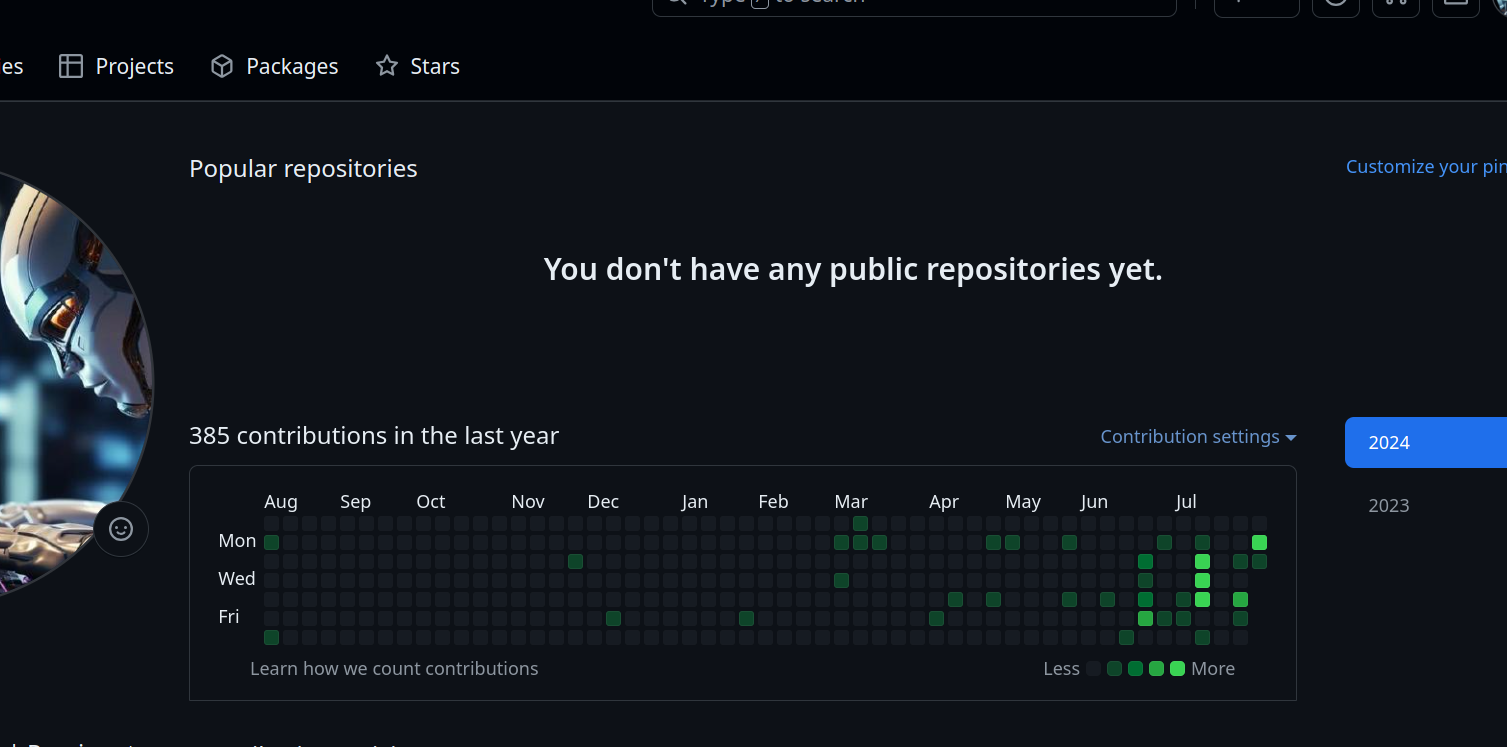 Type / to search
es
Projects
Packages
Stars
Popular repositories
Customize your pin
You don't have any public repositories yet.
385 contributions in the last year
Contribution settings
2024
2023
Aug Sep Oct Nov Dec Jan Feb Mar Apr May Jun Jul
Mon
Wed
Fri
Learn how we count contributions
Less More